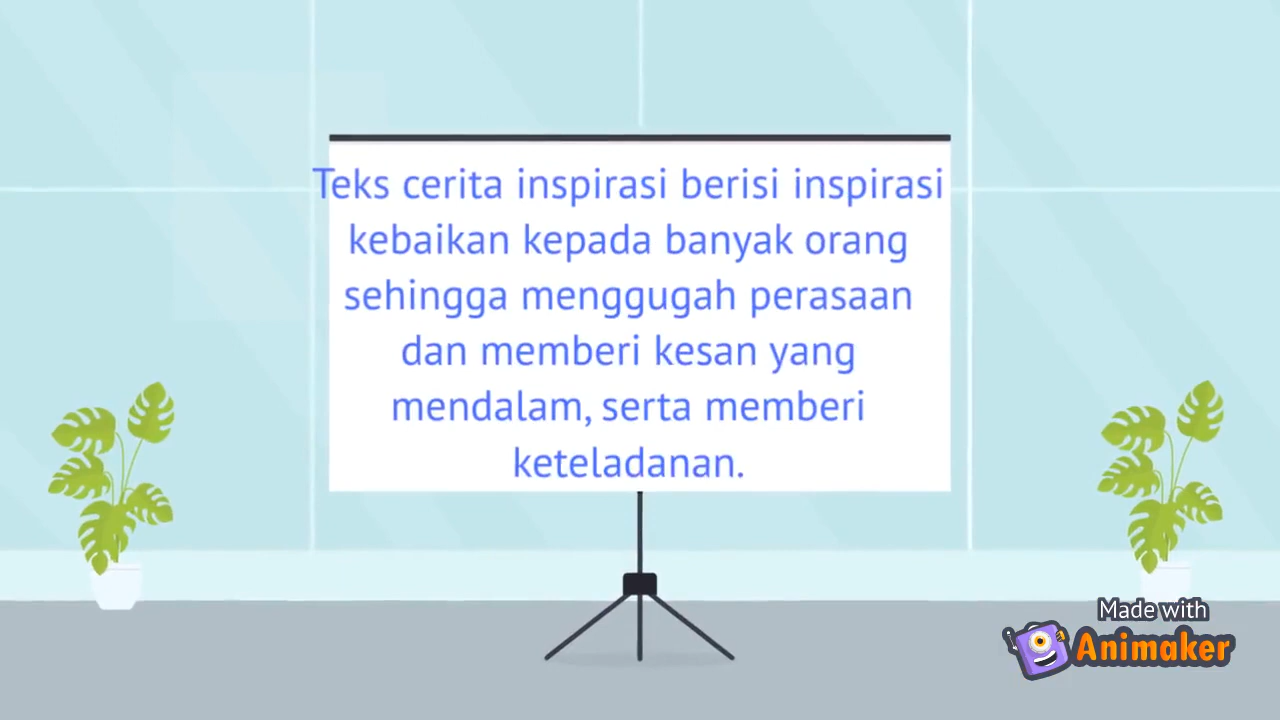 Teks cerita inspirasi berisi inspirasi
kebaikan kepada banyak orang
sehingga menggugah perasaan
dan memberi kesan yang
mendalam, serta memberi
keteladanan.
Made with
Animaker